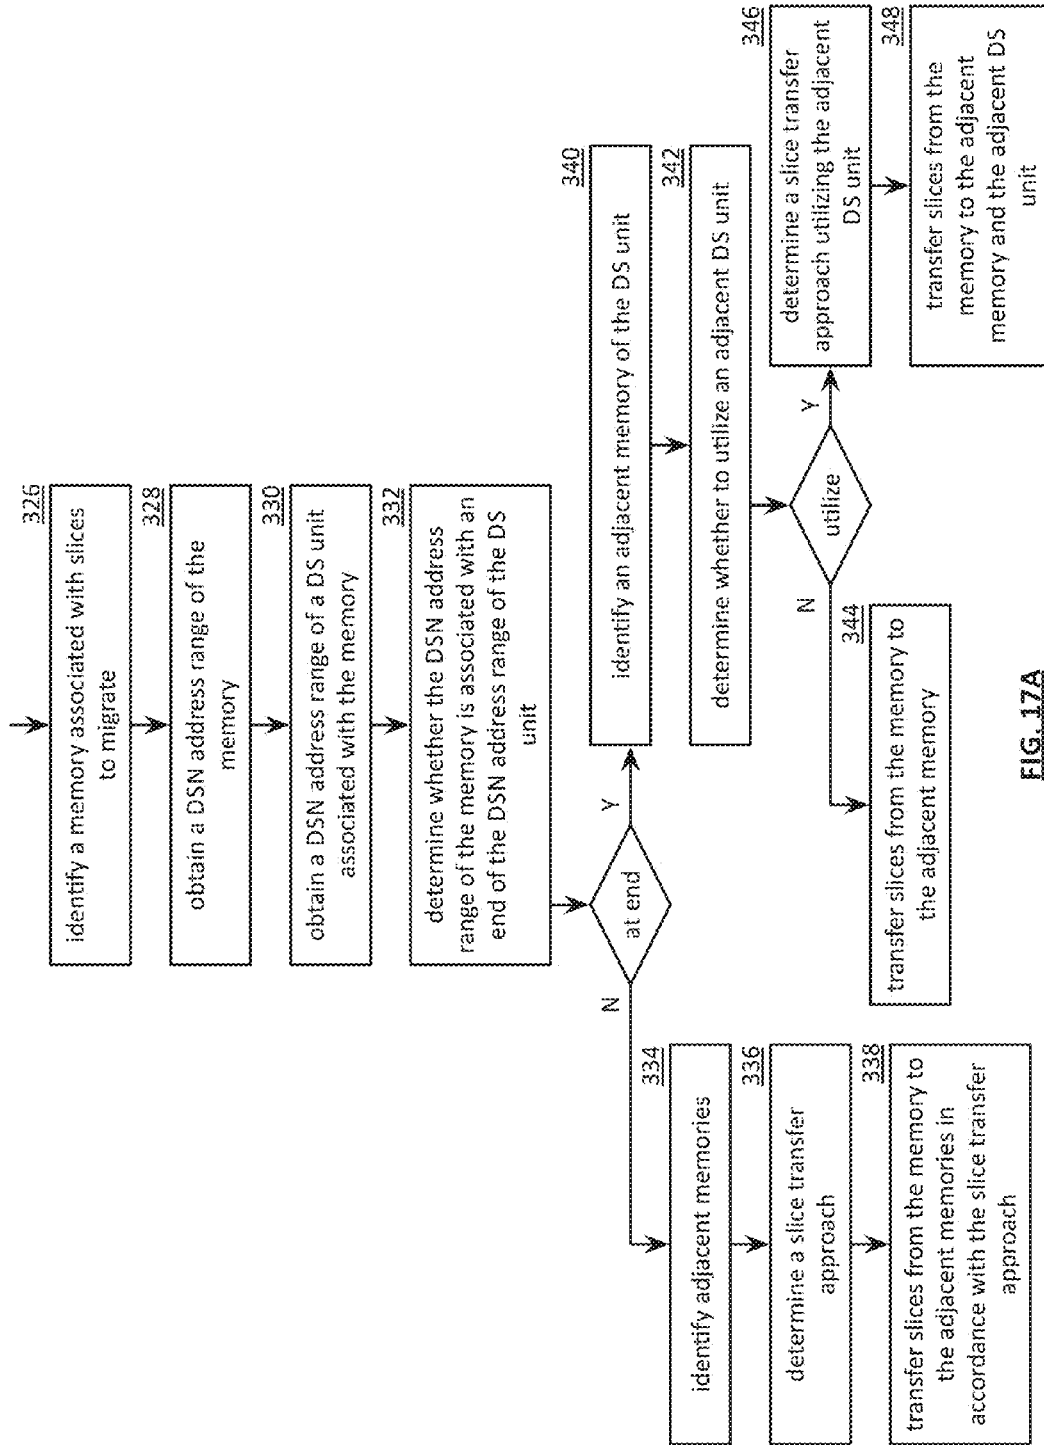 326
identify a memory associated with slices
to migrate
328
obtain a DSN address range of the
memory
330
obtain a DSN address range of a DS unit
associated with the memory
332
determine whether the DSN address
range of the memory is associated with an
end of the DSN address range of the DS
unit
at end
N
Y
334
identify adjacent memories
336
determine a slice transfer
approach
338
transfer slices from the memory to
the adjacent memories in
accordance with the slice transfer
approach
340
identify an adjacent memory of the DS unit
342
determine whether to utilize an adjacent DS unit
utilize
N
Y
344
transfer slices from the memory to
the adjacent memory
346
determine a slice transfer
approach utilizing the adjacent
DS unit
348
transfer slices from the
memory to the adjacent
memory and the adjacent DS
unit
FIG. 17A